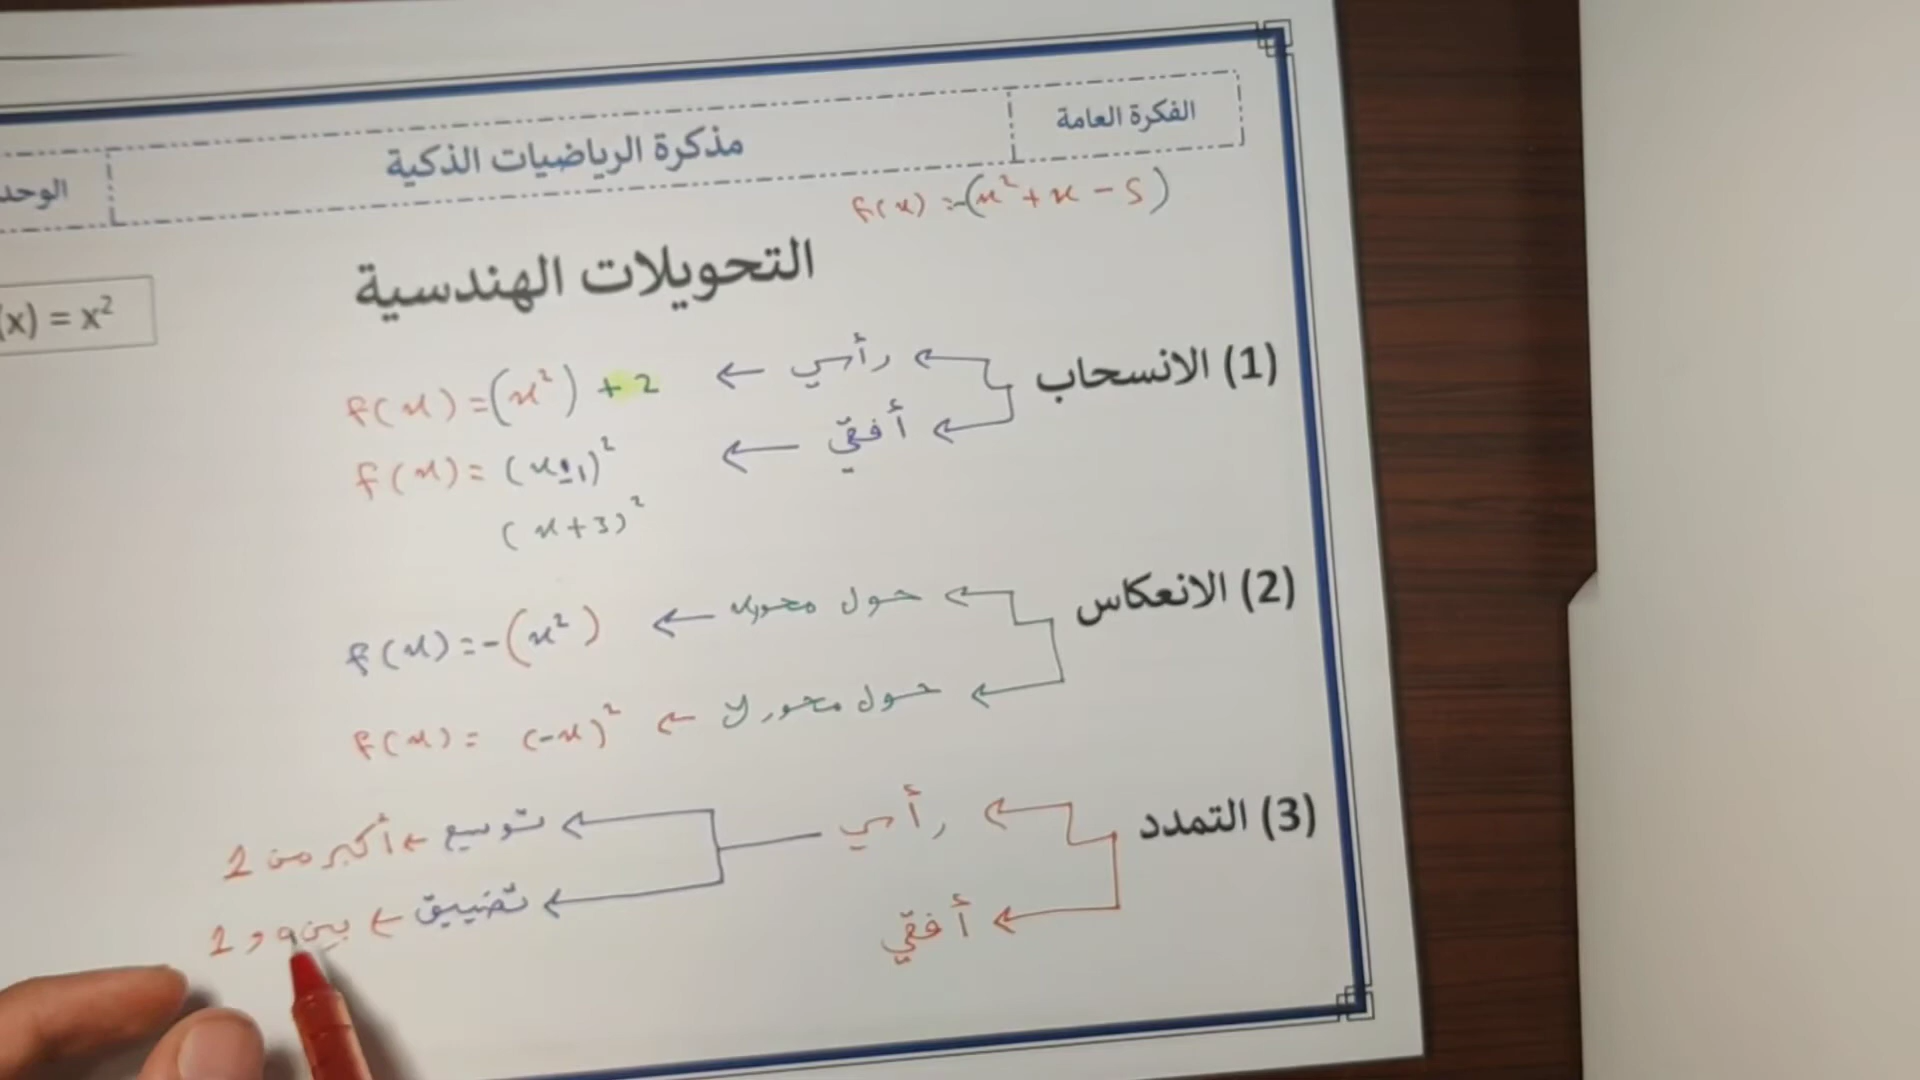 الفكرة العامة
مذكرة الرياضيات الذكية
الوحد
f(x) = -(x² + x - 5)
التحويلات الهندسية
(x) = x²
(1) الانسحاب
رأسي ← f(x) = (x²) + 2
أفقيّ ← f(x) = (x-1)²
(x+3)²
(2) الانعكاس
حول محور x ← f(x) = -(x²)
حول محور y ← f(x) = (-x)²
(3) التمدد
رأسي
توسيع ← أكبر من 1
تضييق ← بين 0 و 1
أفقيّ